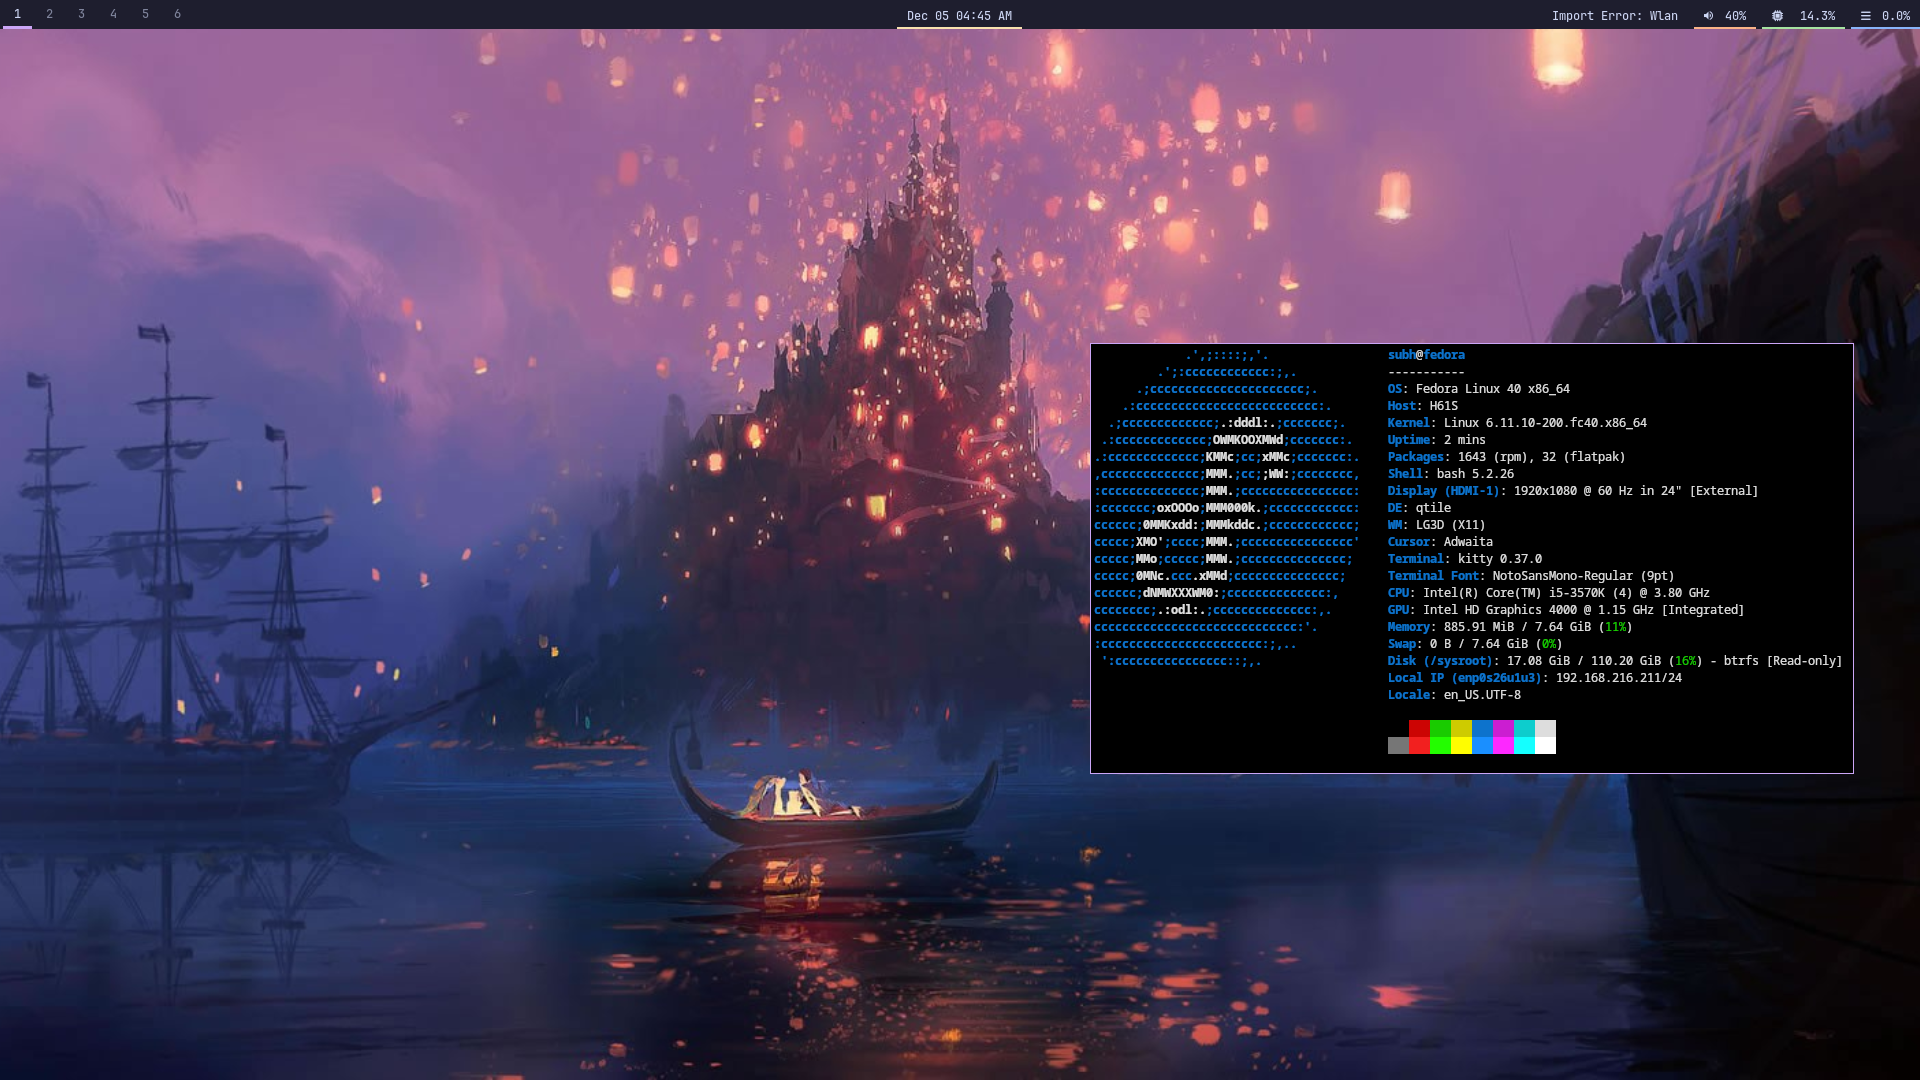 1 2 3 4 5 6 Dec 05 04:45 AM Import Error: Wlan 40% 14.3% 0.0%
.',;::::;,'.
.';:cccccccccccc:;,.
.;cccccccccccccccccccccc;.
.:cccccccccccccccccccccccccc:.
.;ccccccccccccc;.:dddl:.;ccccccc;.
.:ccccccccccccc;OWMKOOXMWd;ccccccc:.
.:ccccccccccccc;KMMc;cc;xMMc;ccccccc:.
,cccccccccccccc;MMM.;cc;;WW:;cccccccc,
:cccccccccccccc;MMM.;cccccccccccccccc:
:ccccccc;oxOOOo;MMM000k.;cccccccccccc:
cccccc;0MMKxdd:;MMMkddc.;cccccccccccc;
ccccc;XMO';cccc;MMM.;cccccccccccccccc'
ccccc;MMo;ccccc;MMW.;ccccccccccccccc;
ccccc;0MNc.ccc.xMMd;ccccccccccccccc;
cccccc;dNMWXXXWM0:;cccccccccccccc:,
cccccccc;.:odl:.;cccccccccccccc:,.
ccccccccccccccccccccccccccccc:'.
:ccccccccccccccccccccccc:;,..
':cccccccccccccccc::;,.
subh@fedora
-----------
OS: Fedora Linux 40 x86_64
Host: H61S
Kernel: Linux 6.11.10-200.fc40.x86_64
Uptime: 2 mins
Packages: 1643 (rpm), 32 (flatpak)
Shell: bash 5.2.26
Display (HDMI-1): 1920x1080 @ 60 Hz in 24" [External]
DE: qtile
WM: LG3D (X11)
Cursor: Adwaita
Terminal: kitty 0.37.0
Terminal Font: NotoSansMono-Regular (9pt)
CPU: Intel(R) Core(TM) i5-3570K (4) @ 3.80 GHz
GPU: Intel HD Graphics 4000 @ 1.15 GHz [Integrated]
Memory: 885.91 MiB / 7.64 GiB (11%)
Swap: 0 B / 7.64 GiB (0%)
Disk (/sysroot): 17.08 GiB / 110.20 GiB (16%) - btrfs [Read-only]
Local IP (enp0s26u1u3): 192.168.216.211/24
Locale: en_US.UTF-8